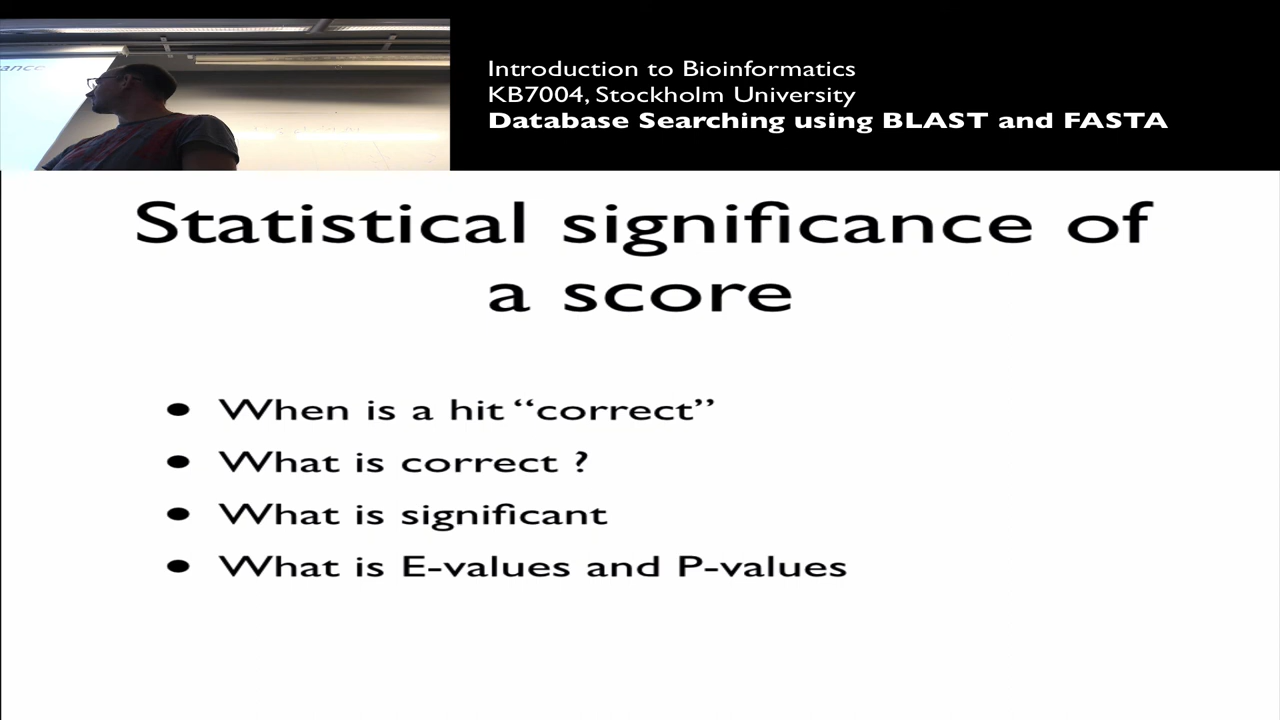 Introduction to Bioinformatics
KB7004, Stockholm University
Database Searching using BLAST and FASTA
Statistical significance of
a score
• When is a hit “correct”
• What is correct ?
• What is significant
• What is E-values and P-values